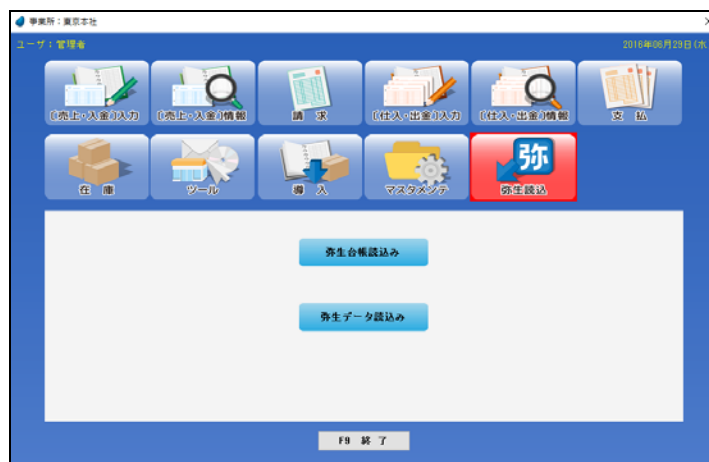 事業所：東京本社
ユーザ：管理者 2016年06月29日(水
〔売上・入金〕入力 〔売上・入金〕情報 請 求 〔仕入・出金〕入力 〔仕入・出金〕情報 支 払
弥
在 庫 ツール 導 入 マスタメンテ 弥生読込
弥生台帳読込み
弥生データ読込み
F9 終 了